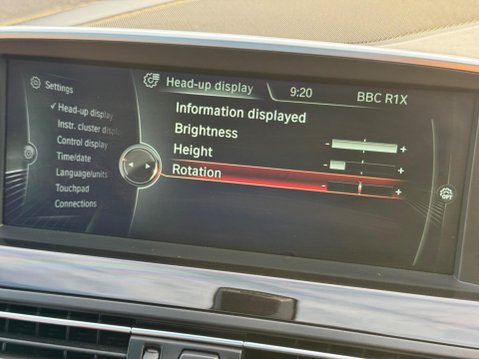 Settings
Head-up display
9:20
BBC R1X
Head-up display
Instr. cluster displ
Control display
Time/date
Language/units
Touchpad
Connections
Information displayed
Brightness
- +
Height
- +
Rotation
- +
OPT